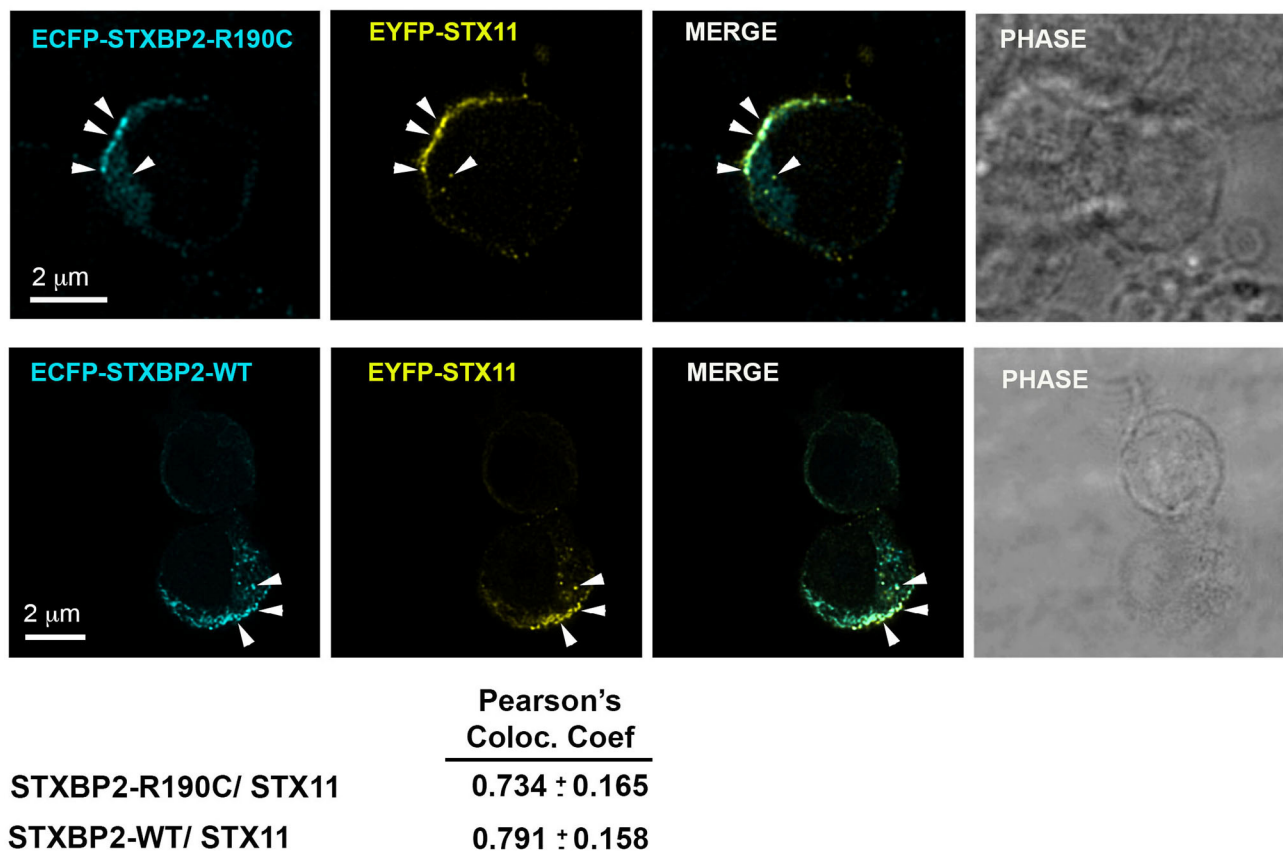 ECFP-STXBP2-R190C
EYFP-STX11
MERGE
PHASE
2 μm
ECFP-STXBP2-WT
EYFP-STX11
MERGE
PHASE
2 μm
Pearson’s
Coloc. Coef
STXBP2-R190C/ STX11 0.734 ± 0.165
STXBP2-WT/ STX11 0.791 ± 0.158